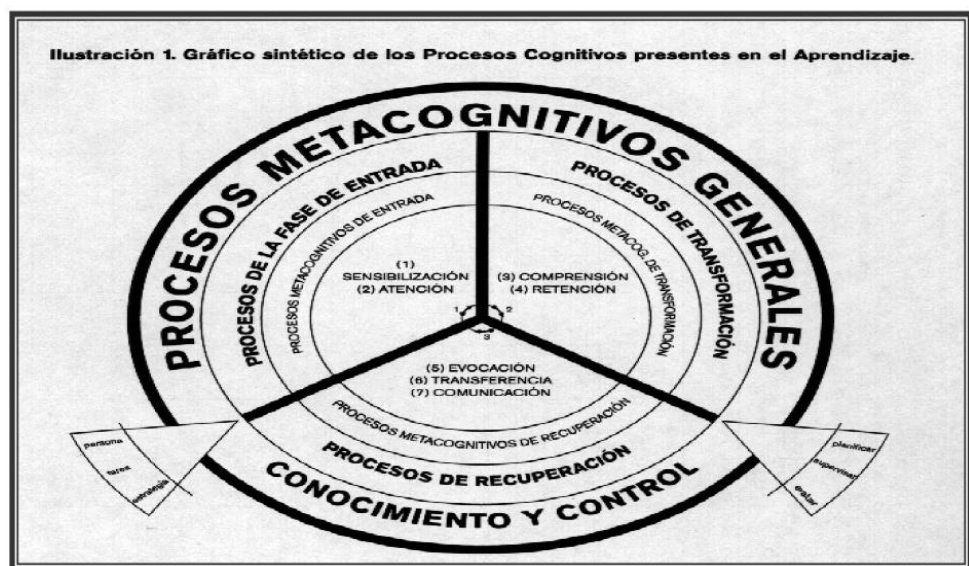 Ilustración 1. Gráfico sintético de los Procesos Cognitivos presentes en el Aprendizaje.
PROCESOS METACOGNITIVOS GENERALES
PROCESOS DE LA FASE DE ENTRADA
PROCESOS METACOGNITIVOS DE ENTRADA
PROCESOS DE TRANSFORMACIÓN
PROCESOS METACOG. DE TRANSFORMACIÓN
(1)
SENSIBILIZACIÓN
(2) ATENCIÓN
(3) COMPRENSIÓN
(4) RETENCIÓN
1
2
3
(5) EVOCACIÓN
(6) TRANSFERENCIA
(7) COMUNICACIÓN
PROCESOS METACOGNITIVOS DE RECUPERACIÓN
PROCESOS DE RECUPERACIÓN
CONOCIMIENTO Y CONTROL
persona
tarea
estrategia
planificar
supervisar
evaluar